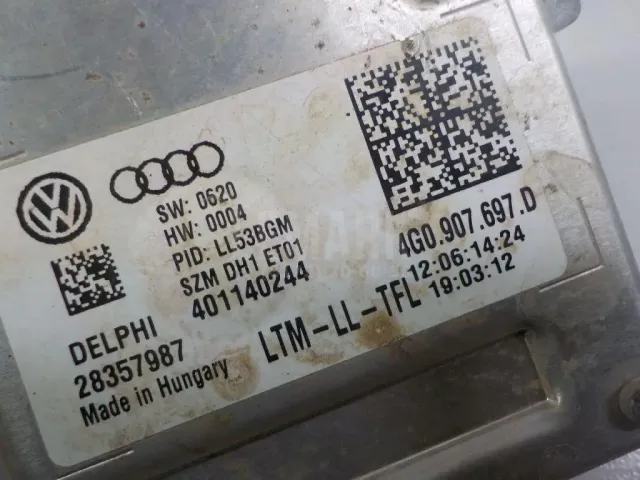 SW: 0620
HW: 0004
PID: LL53BGM
SZM DH1 ET01
401140244
4G0.907.697.D
12:06:14:24
19:03:12
DELPHI
28357987
Made in Hungary
LTM-LL-TFL